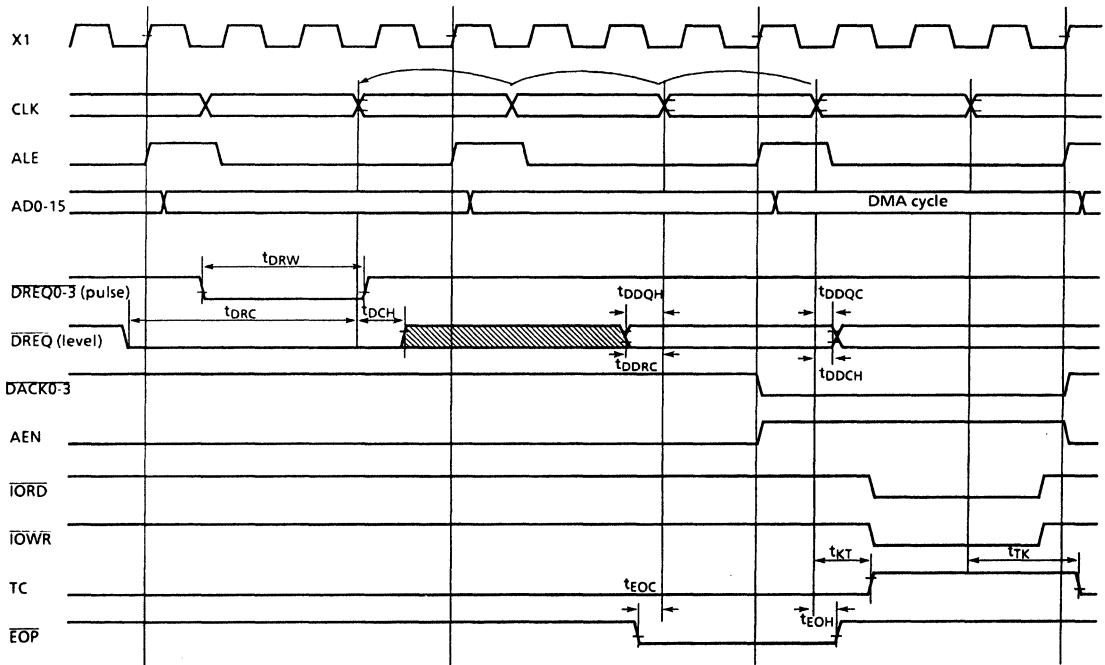 X1
CLK
ALE
AD0-15
DMA cycle
tDRW
DREQ0-3 (pulse)
tDDQH
tDDQC
tDRC
tDCH
DREQ (level)
tDDRC
tDDCH
DACK0-3
AEN
IORD
IOWR
tKT
tTK
TC
tEOC
tEOH
EOP